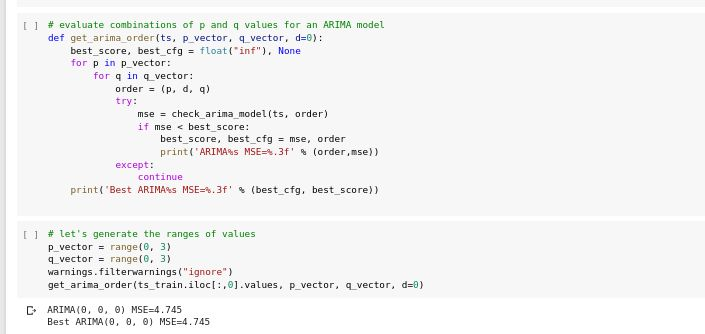 [ ] # evaluate combinations of p and q values for an ARIMA model
def get_arima_order(ts, p_vector, q_vector, d=0):
    best_score, best_cfg = float("inf"), None
    for p in p_vector:
        for q in q_vector:
            order = (p, d, q)
            try:
                mse = check_arima_model(ts, order)
                if mse < best_score:
                    best_score, best_cfg = mse, order
                    print('ARIMA%s MSE=%.3f' % (order,mse))
            except:
                continue
    print('Best ARIMA%s MSE=%.3f' % (best_cfg, best_score))
[ ] # let's generate the ranges of values
p_vector = range(0, 3)
q_vector = range(0, 3)
warnings.filterwarnings("ignore")
get_arima_order(ts_train.iloc[:,0].values, p_vector, q_vector, d=0)
ARIMA(0, 0, 0) MSE=4.745
Best ARIMA(0, 0, 0) MSE=4.745